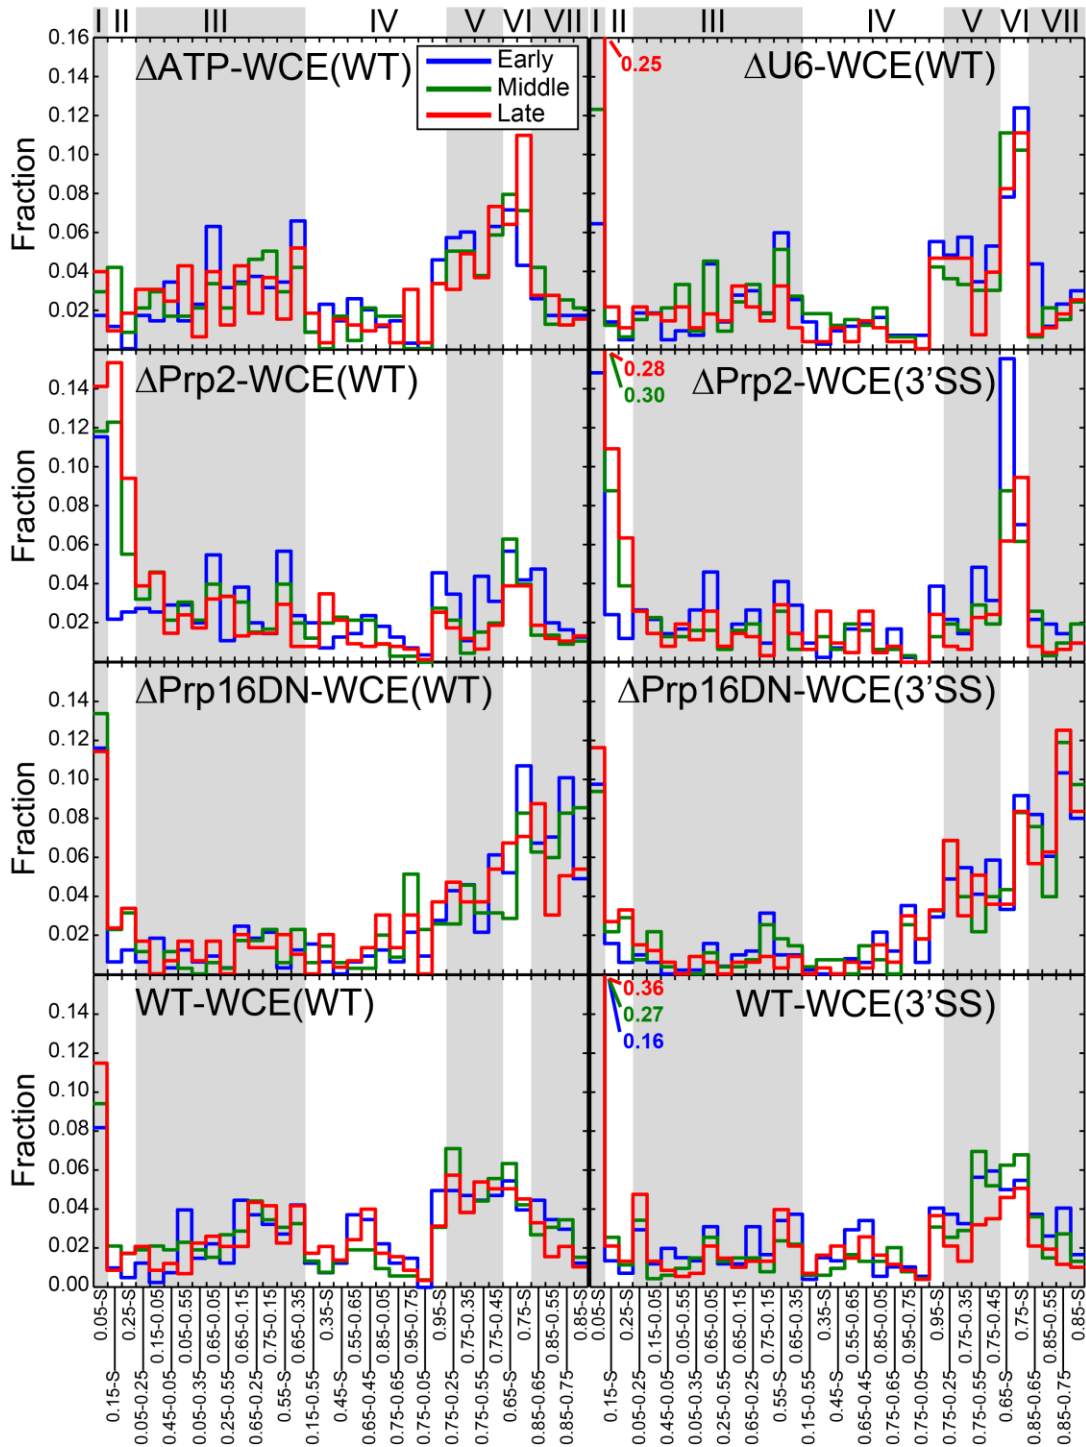 I II III IV V VI VII I II III IV V VI VII
ΔATP-WCE(WT)
Early
Middle
Late
0.25
ΔU6-WCE(WT)
Fraction
0.16
0.14
0.12
0.10
0.08
0.06
0.04
0.02
ΔPrp2-WCE(WT)
0.28
0.30
ΔPrp2-WCE(3'SS)
Fraction
0.14
0.12
0.10
0.08
0.06
0.04
0.02
ΔPrp16DN-WCE(WT)
ΔPrp16DN-WCE(3'SS)
Fraction
0.14
0.12
0.10
0.08
0.06
0.04
0.02
WT-WCE(WT)
0.36
0.27
0.16
WT-WCE(3'SS)
Fraction
0.14
0.12
0.10
0.08
0.06
0.04
0.02
0.00
0.05-S
0.15-S
0.25-S
0.05-0.25
0.15-0.05
0.45-0.05
0.05-0.55
0.05-0.35
0.05-0.05
0.25-0.55
0.65-0.15
0.65-0.25
0.75-0.15
0.55-S
0.65-0.35
0.15-0.55
0.35-S
0.45-S
0.55-0.65
0.65-0.45
0.85-0.05
0.75-0.65
0.95-0.75
0.95-0.05
0.95-S
0.75-0.25
0.75-0.35
0.75-0.55
0.75-0.45
0.65-S
0.75-S
0.85-0.65
0.85-0.55
0.85-0.75
0.85-S
0.05-S
0.15-S
0.25-S
0.05-0.25
0.15-0.05
0.45-0.05
0.05-0.55
0.05-0.35
0.65-0.05
0.25-0.55
0.65-0.15
0.65-0.25
0.75-0.15
0.55-S
0.65-0.35
0.15-0.55
0.35-S
0.45-S
0.55-0.65
0.65-0.45
0.85-0.05
0.75-0.65
0.95-0.75
0.75-0.05
0.95-S
0.75-0.25
0.75-0.35
0.75-0.55
0.75-0.45
0.65-S
0.75-S
0.85-0.65
0.85-0.55
0.85-0.75
0.85-S